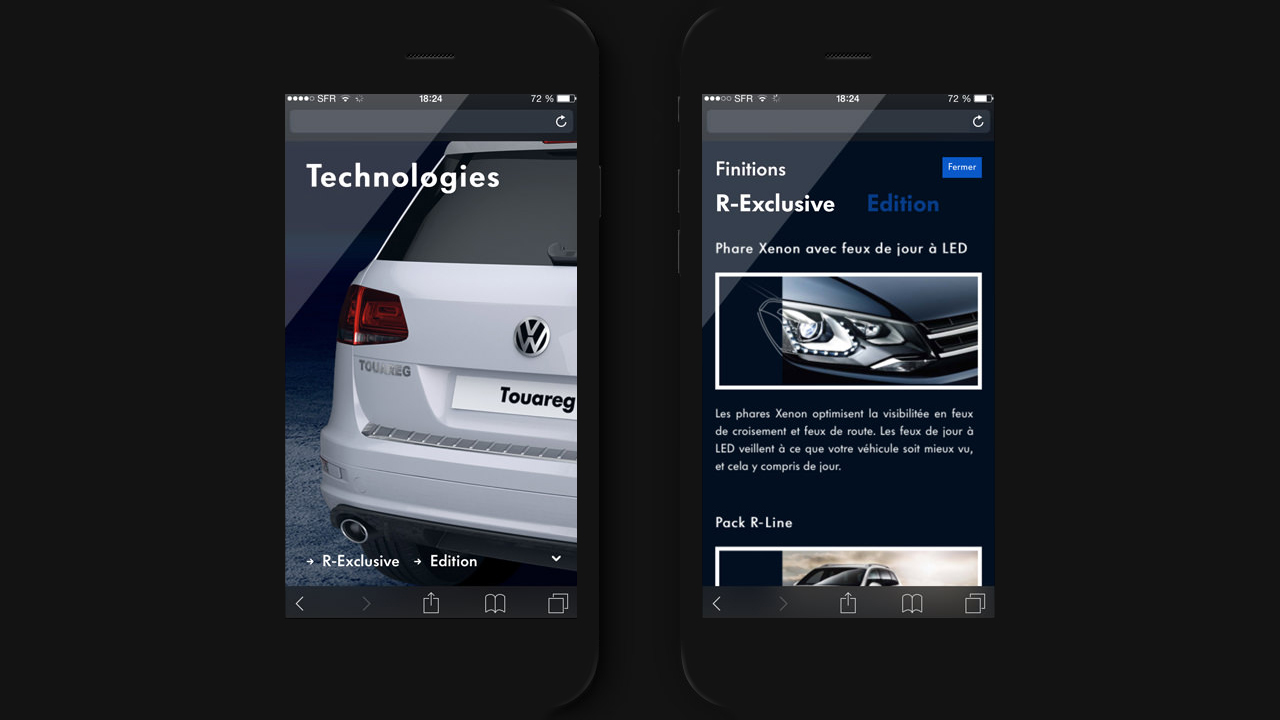 SFR 18:24 72 %
Technologies
TOUAREG
Touareg
R-Exclusive Edition
SFR 18:24 72 %
Finitions Fermer
R-Exclusive Edition
Phare Xenon avec feux de jour à LED
Les phares Xenon optimisent la visibilitée en feux
de croisement et feux de route. Les feux de jour à
LED veillent à ce que votre véhicule soit mieux vu,
et cela y compris de jour.
Pack R-Line